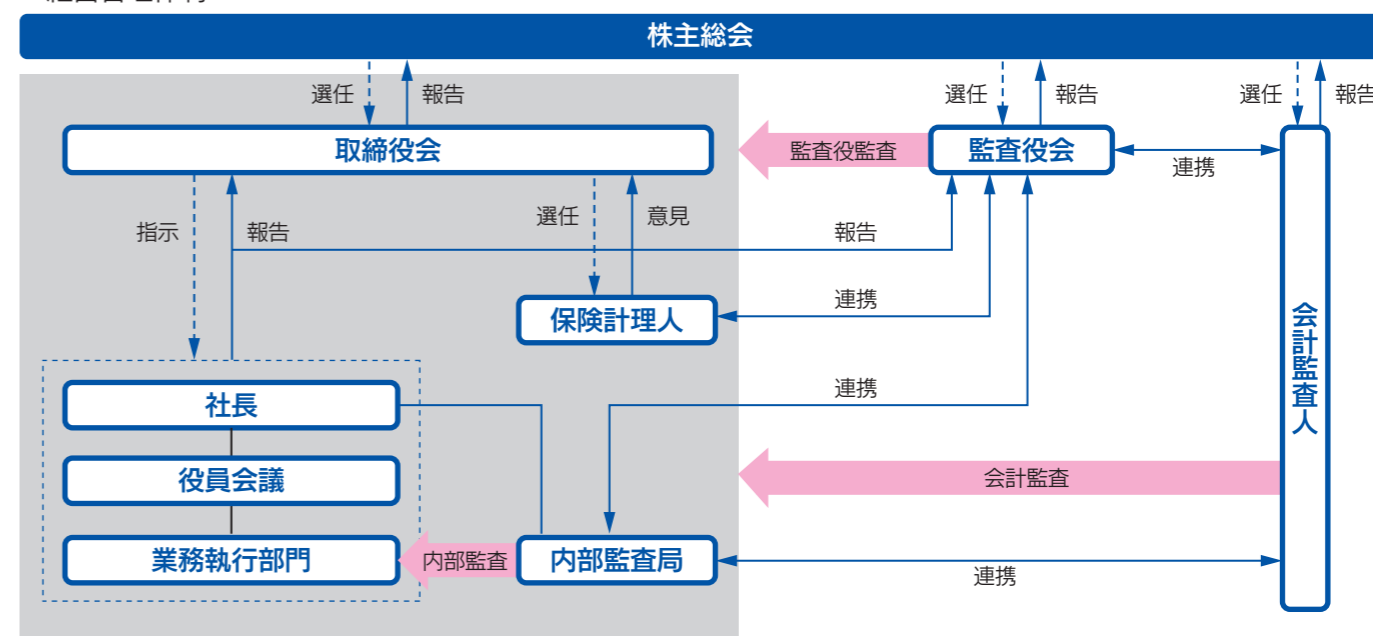 株主総会
選任
報告
選任
報告
選任
報告
取締役会
監査役監査
監査役会
連携
指示
報告
選任
意見
報告
保険計理人
連携
会計監査人
社長
連携
役員会議
会計監査
業務執行部門
内部監査
内部監査局
連携